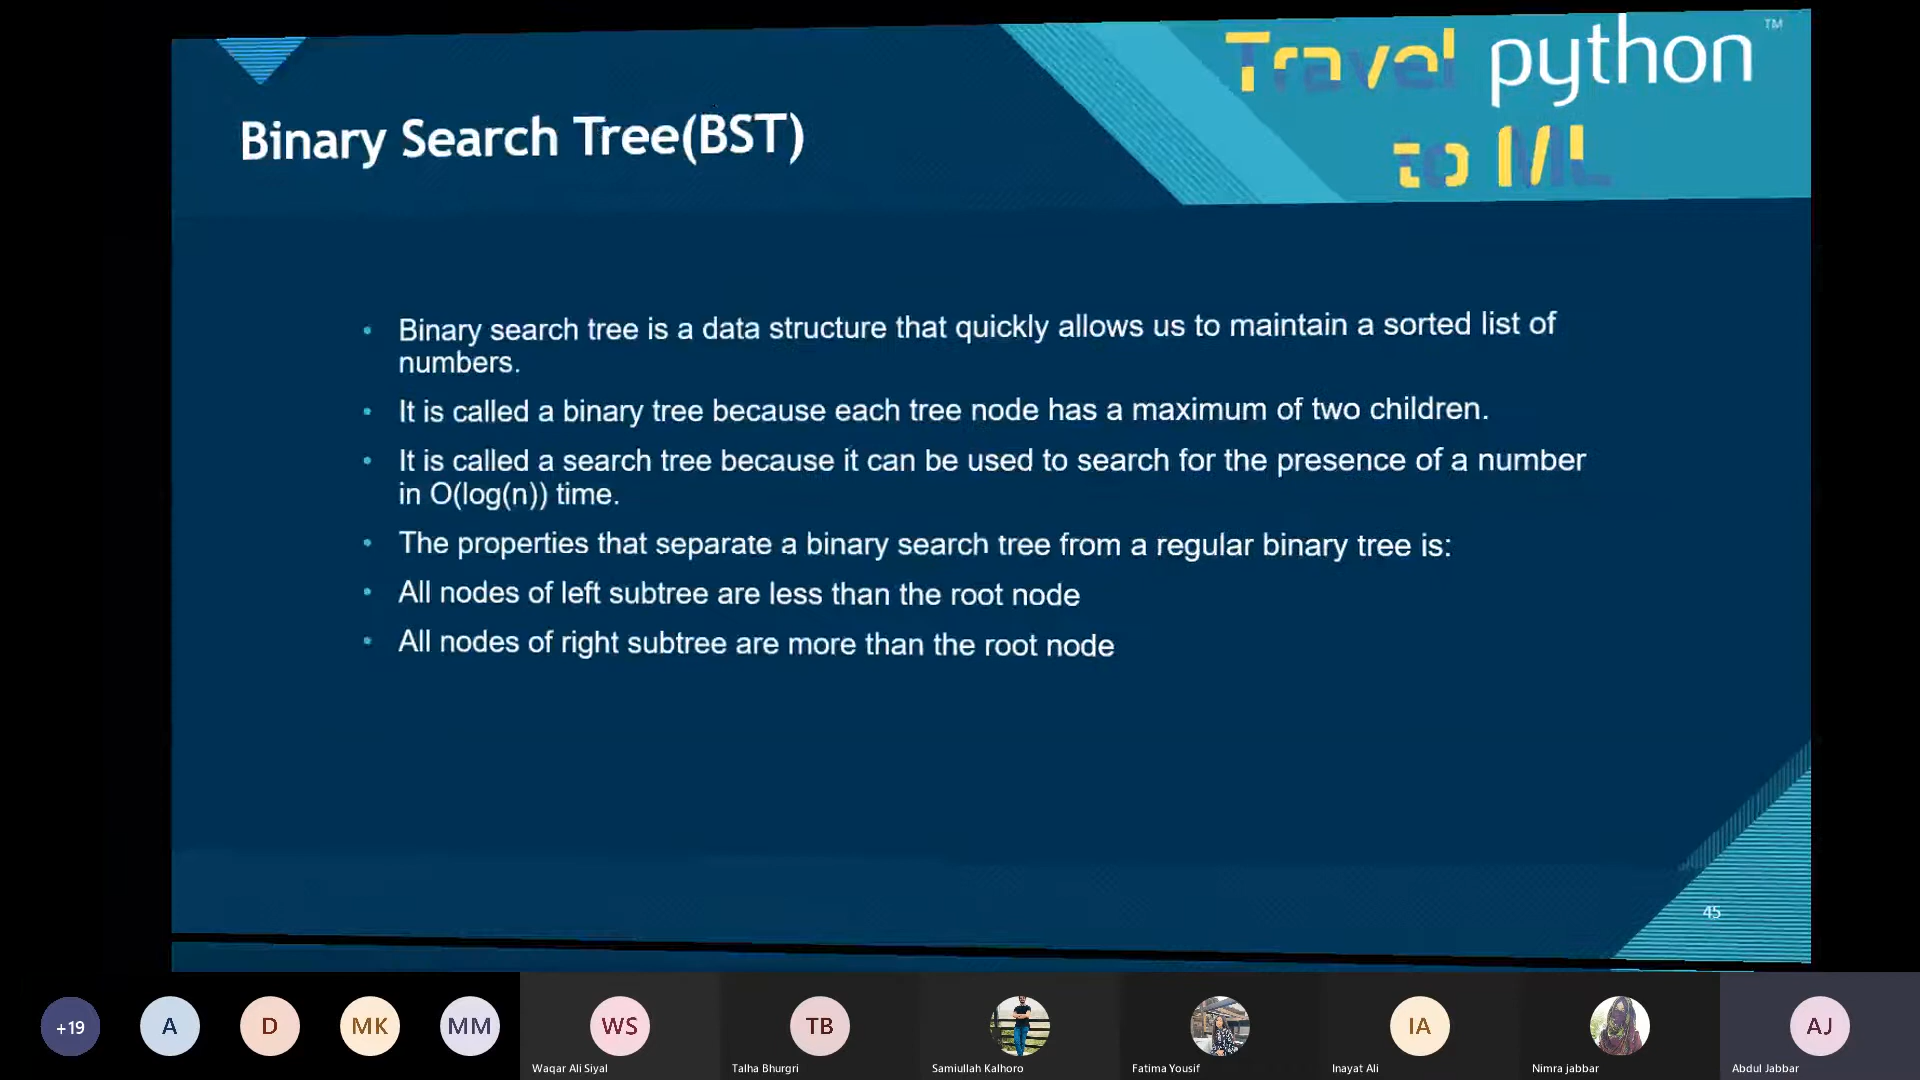 Travel python™
to ML
Binary Search Tree(BST)
• Binary search tree is a data structure that quickly allows us to maintain a sorted list of
numbers.
• It is called a binary tree because each tree node has a maximum of two children.
• It is called a search tree because it can be used to search for the presence of a number
in O(log(n)) time.
• The properties that separate a binary search tree from a regular binary tree is:
• All nodes of left subtree are less than the root node
• All nodes of right subtree are more than the root node
45
+19 A D MK MM WS TB IA AJ
Waqar Ali Siyal Talha Bhurgri Samiullah Kalhoro Fatima Yousif Inayat Ali Nimra jabbar Abdul Jabbar